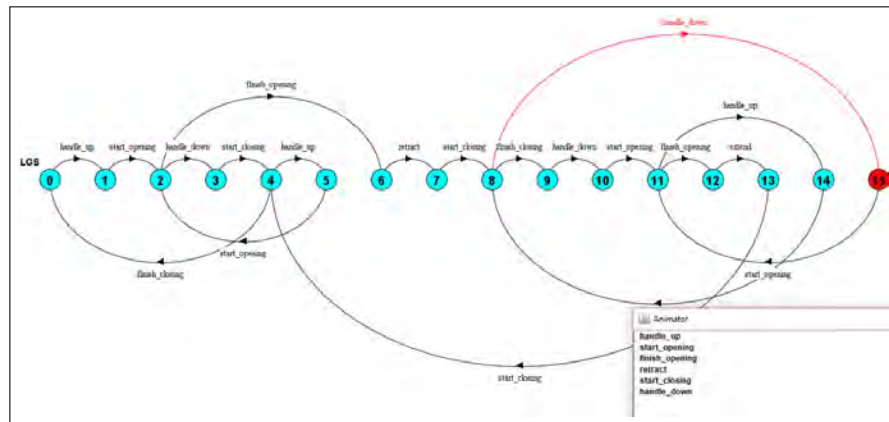 handle_down
finish_opening
handle_up
handle_up start_opening handle_down start_closing handle_up retract start_closing finish_closing handle_down start_opening finish_opening extend
LGS
0 1 2 3 4 5 6 7 8 9 10 11 12 13 14 15
start_opening
finish_closing
start_opening
start_closing
Animator
handle_up
start_opening
finish_opening
retract
start_closing
handle_down